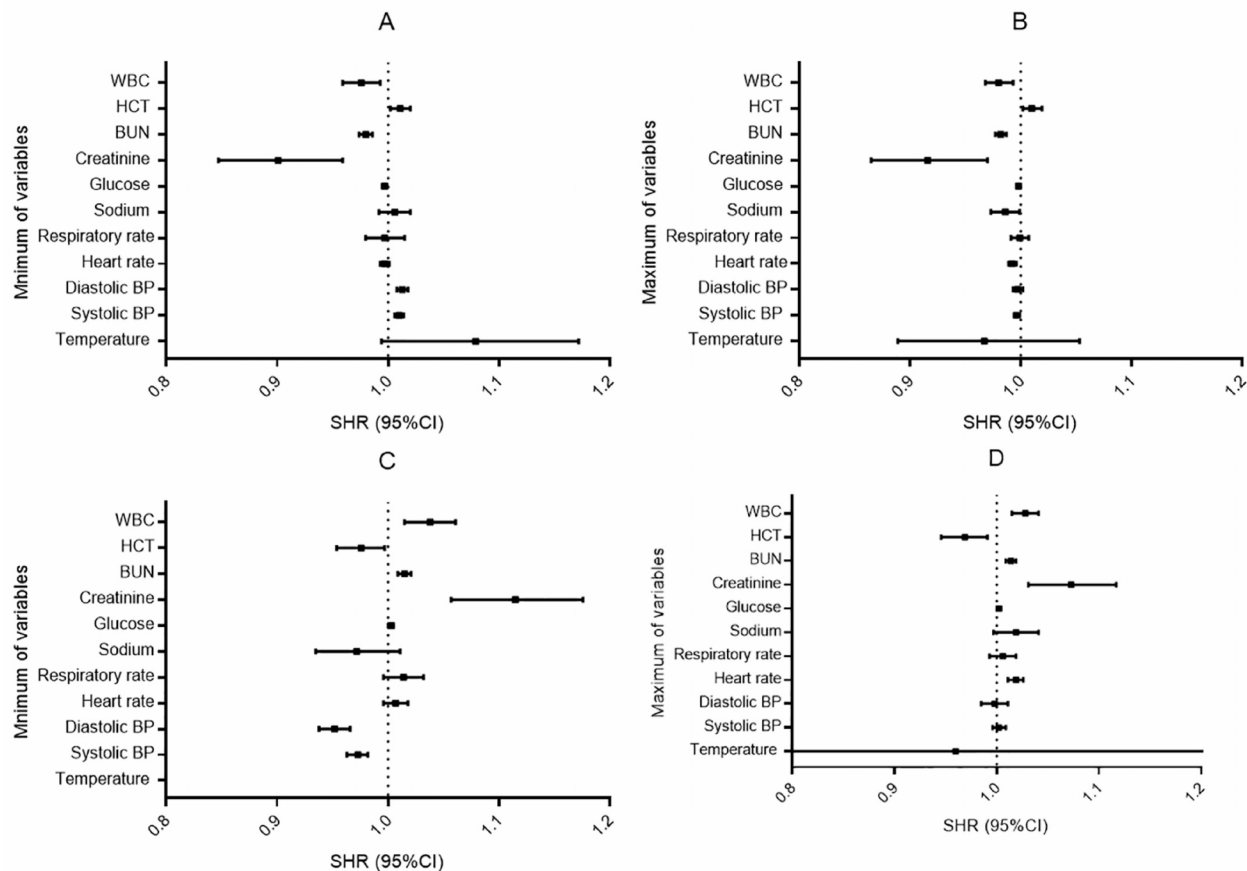 A
Mnimum of variables
WBC
HCT
BUN
Creatinine
Glucose
Sodium
Respiratory rate
Heart rate
Diastolic BP
Systolic BP
Temperature
0.8
0.9
1.0
1.1
1.2
SHR (95%CI)
B
Maximum of variables
WBC
HCT
BUN
Creatinine
Glucose
Sodium
Respiratory rate
Heart rate
Diastolic BP
Systolic BP
Temperature
0.8
0.9
1.0
1.1
1.2
SHR (95%CI)
C
Mnimum of variables
WBC
HCT
BUN
Creatinine
Glucose
Sodium
Respiratory rate
Heart rate
Diastolic BP
Systolic BP
Temperature
0.8
0.9
1.0
1.1
1.2
SHR (95%CI)
D
Maximum of variables
WBC
HCT
BUN
Creatinine
Glucose
Sodium
Respiratory rate
Heart rate
Diastolic BP
Systolic BP
Temperature
0.8
0.9
1.0
1.1
1.2
SHR (95%CI)